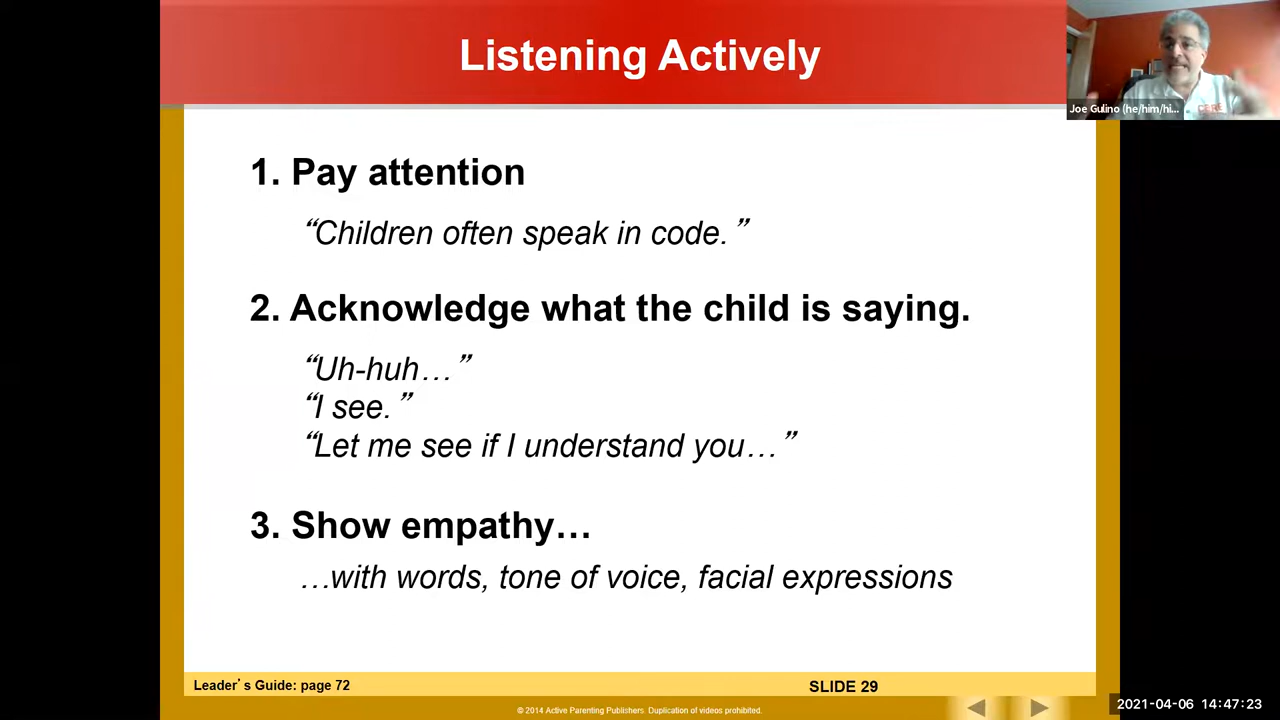 Listening Actively
Joe Gulino (he/him/hi...
CERE
1. Pay attention
“Children often speak in code.”
2. Acknowledge what the child is saying.
“Uh-huh…”
“I see.”
“Let me see if I understand you…”
3. Show empathy…
…with words, tone of voice, facial expressions
Leader’s Guide: page 72
SLIDE 29
© 2014 Active Parenting Publishers. Duplication of videos prohibited.
2021-04-06 14:47:23